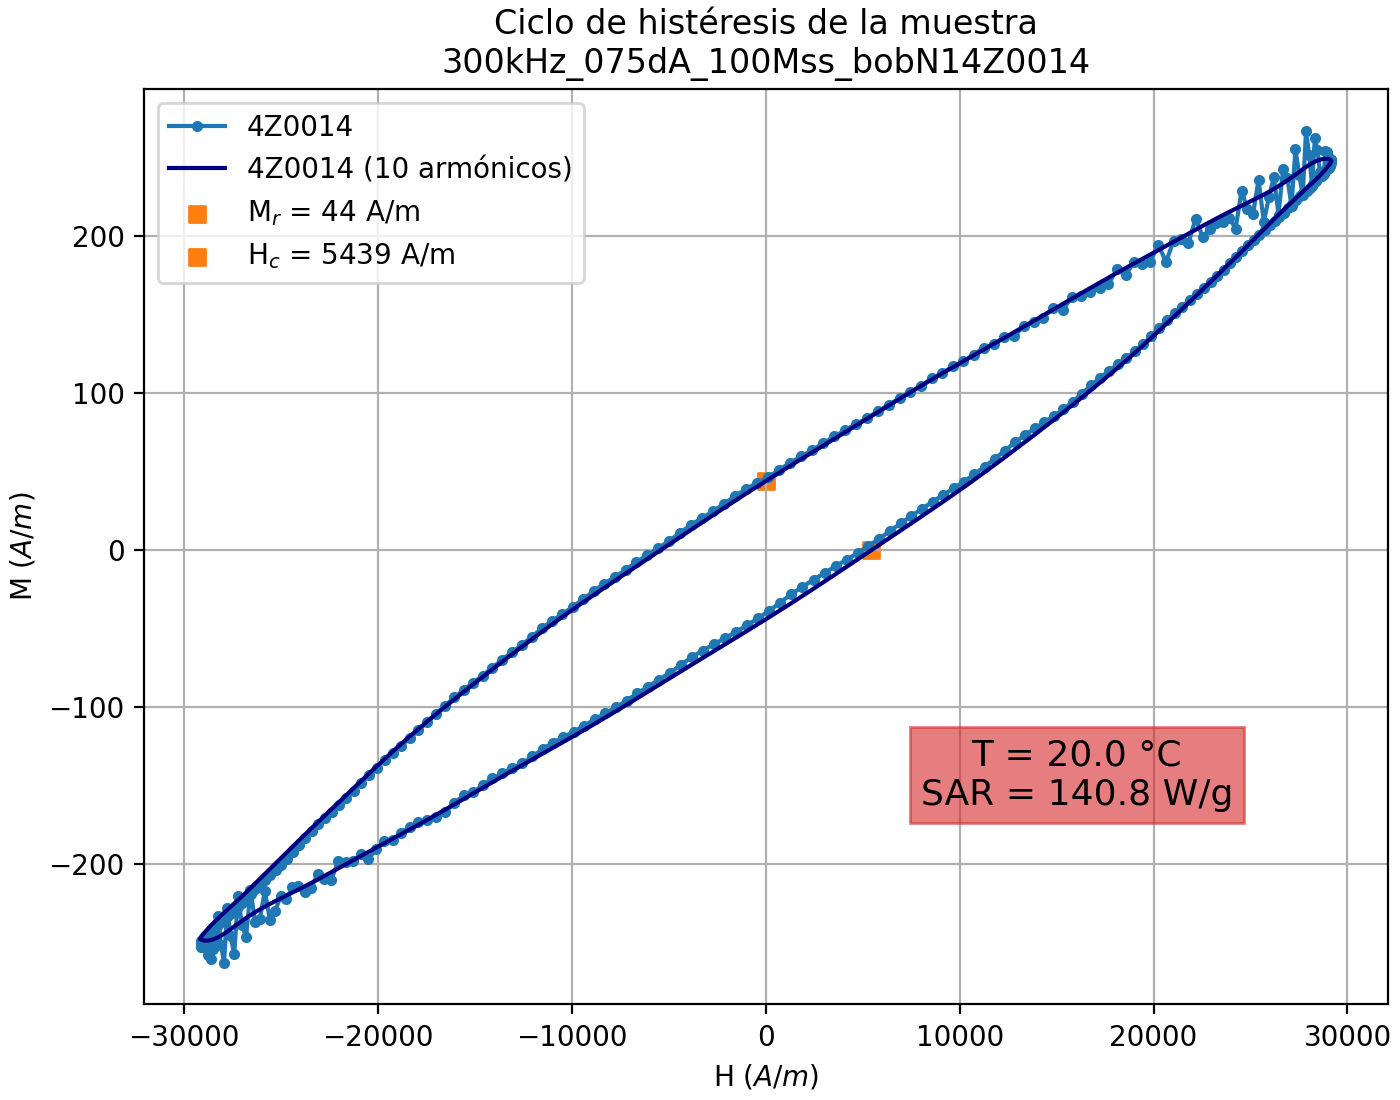 Ciclo de histéresis de la muestra
300kHz_075dA_100Mss_bobN14Z0014
4Z0014
4Z0014 (10 armónicos)
Mr = 44 A/m
Hc = 5439 A/m
200
100
0
−100
−200
M (A/m)
T = 20.0 °C
SAR = 140.8 W/g
−30000
−20000
−10000
0
10000
20000
30000
H (A/m)